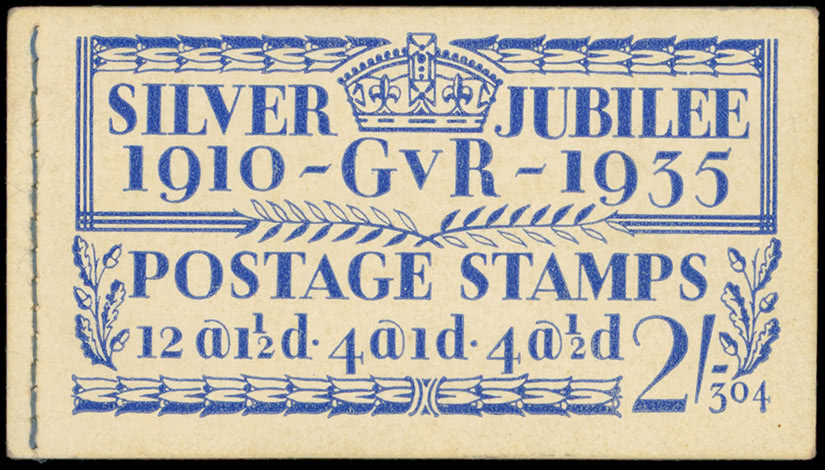 SILVER JUBILEE
1910 - GVR - 1935
POSTAGE STAMPS
12 @ 1½d· 4 @ 1d· 4 @ ½d 2/-
304